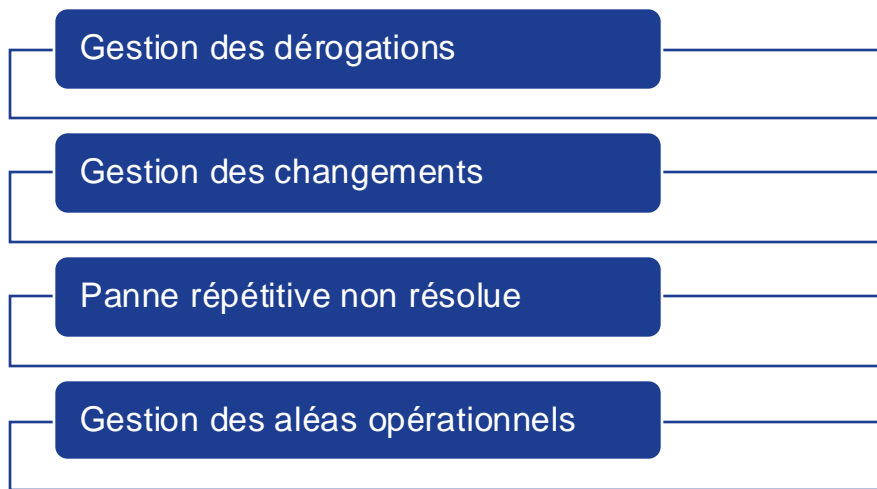 Gestion des dérogations
Gestion des changements
Panne répétitive non résolue
Gestion des aléas opérationnels